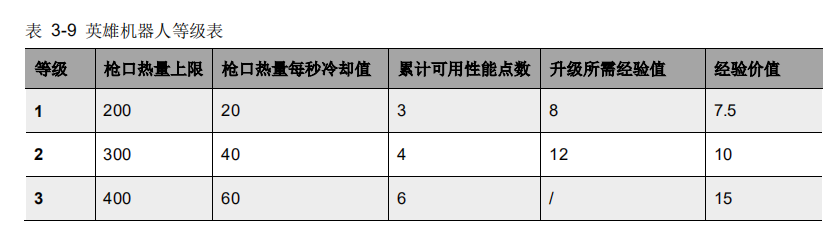 表 3-9 英雄机器人等级表
等级 枪口热量上限 枪口热量每秒冷却值 累计可用性能点数 升级所需经验值 经验价值
1 200 20 3 8 7.5
2 300 40 4 12 10
3 400 60 6 / 15